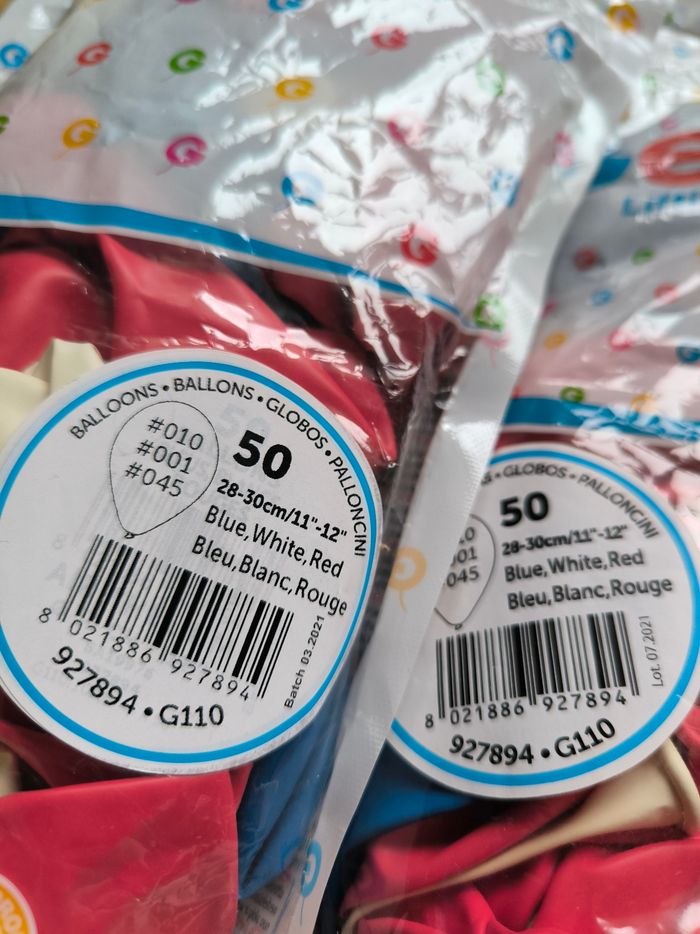 BALLOONS • BALLONS • GLOBOS • PALLONCINI
#010
#001
#045
50
28-30cm/11"-12"
Blue,White,Red
Bleu,Blanc,Rouge
8 021886 927894
Batch 03.2021
927894 • G110
GLOBOS • PALLONCINI
50
28-30cm/11"-12"
Blue,White,Red
Bleu,Blanc,Rouge
8 021886 927894
Lot. 07.2021
927894 • G110